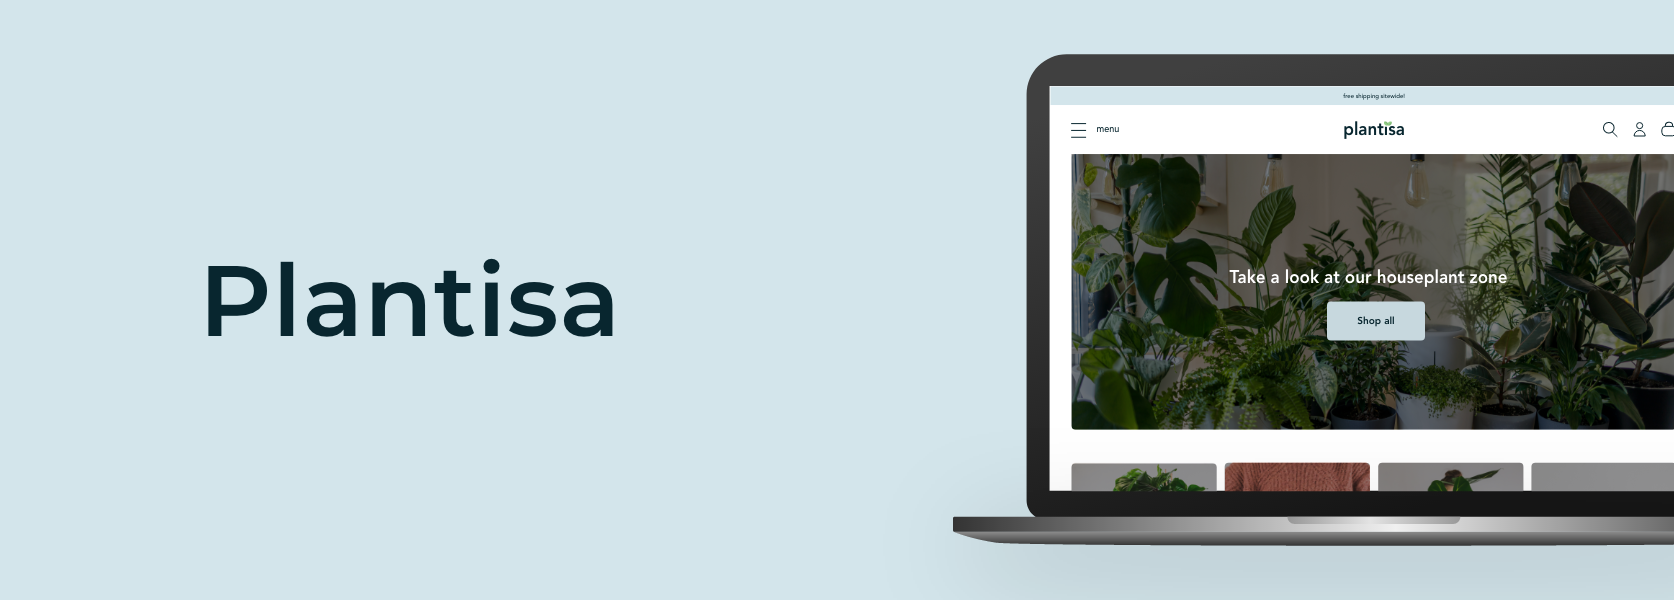 Plantisa
free shipping sitewide!
menu
plantisa
Take a look at our houseplant zone
Shop all